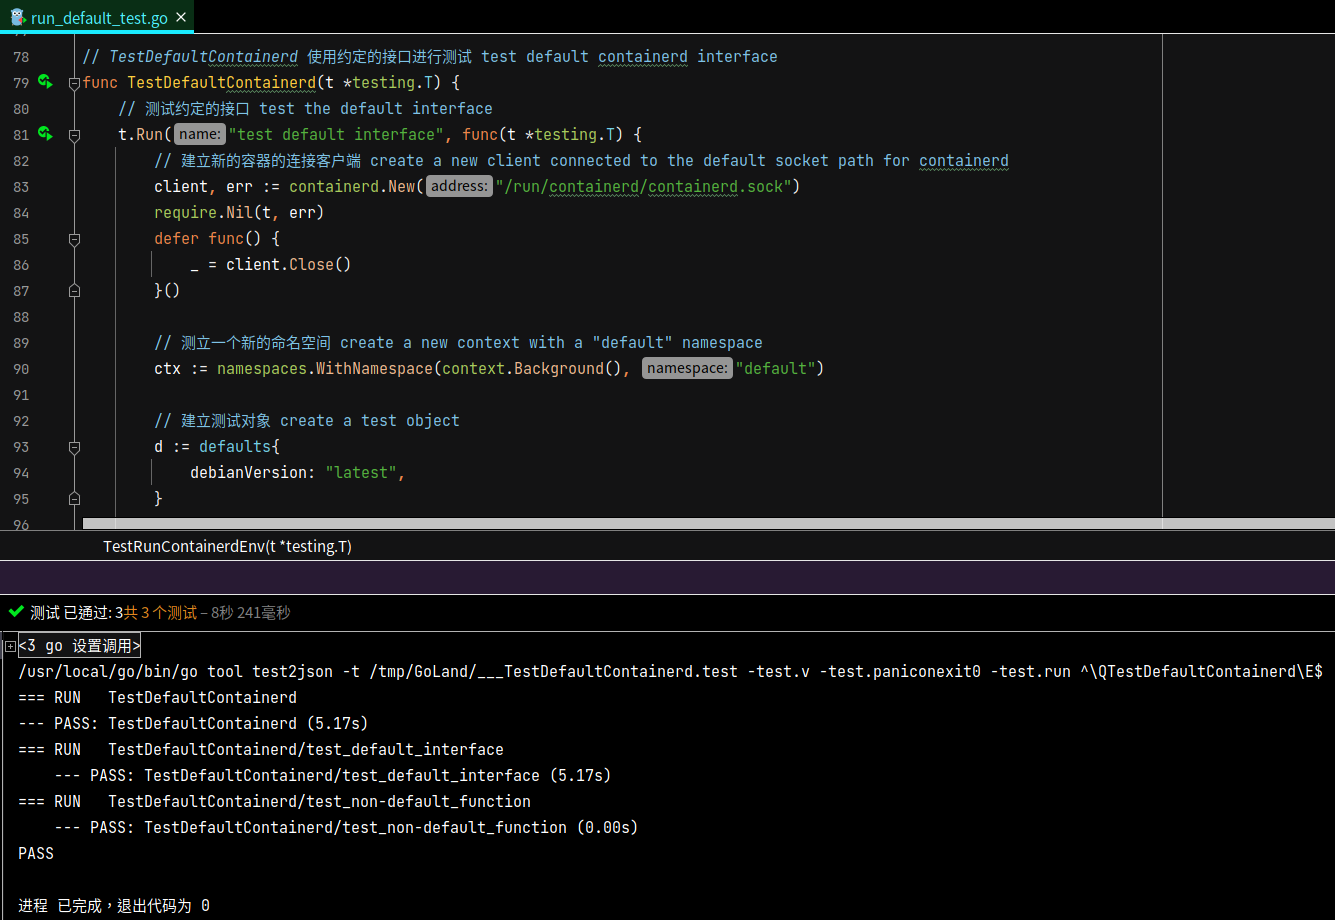 run_default_test.go
78 // TestDefaultContainerd 使用约定的接口进行测试 test default containerd interface
79 func TestDefaultContainerd(t *testing.T) {
80 // 测试约定的接口 test the default interface
81 t.Run( name: "test default interface", func(t *testing.T) {
82 // 建立新的容器的连接客户端 create a new client connected to the default socket path for containerd
83 client, err := containerd.New( address: "/run/containerd/containerd.sock")
84 require.Nil(t, err)
85 defer func() {
86 _ = client.Close()
87 }()
88
89 // 测立一个新的命名空间 create a new context with a "default" namespace
90 ctx := namespaces.WithNamespace(context.Background(), namespace: "default")
91
92 // 建立测试对象 create a test object
93 d := defaults{
94 debianVersion: "latest",
95 }
96
TestRunContainerdEnv(t *testing.T)
测试 已通过: 3共 3 个测试 – 8秒 241毫秒
<3 go 设置调用>
/usr/local/go/bin/go tool test2json -t /tmp/GoLand/___TestDefaultContainerd.test -test.v -test.paniconexit0 -test.run ^\QTestDefaultContainerd\E$
=== RUN   TestDefaultContainerd
--- PASS: TestDefaultContainerd (5.17s)
=== RUN   TestDefaultContainerd/test_default_interface
    --- PASS: TestDefaultContainerd/test_default_interface (5.17s)
=== RUN   TestDefaultContainerd/test_non-default_function
    --- PASS: TestDefaultContainerd/test_non-default_function (0.00s)
PASS
进程 已完成，退出代码为 0